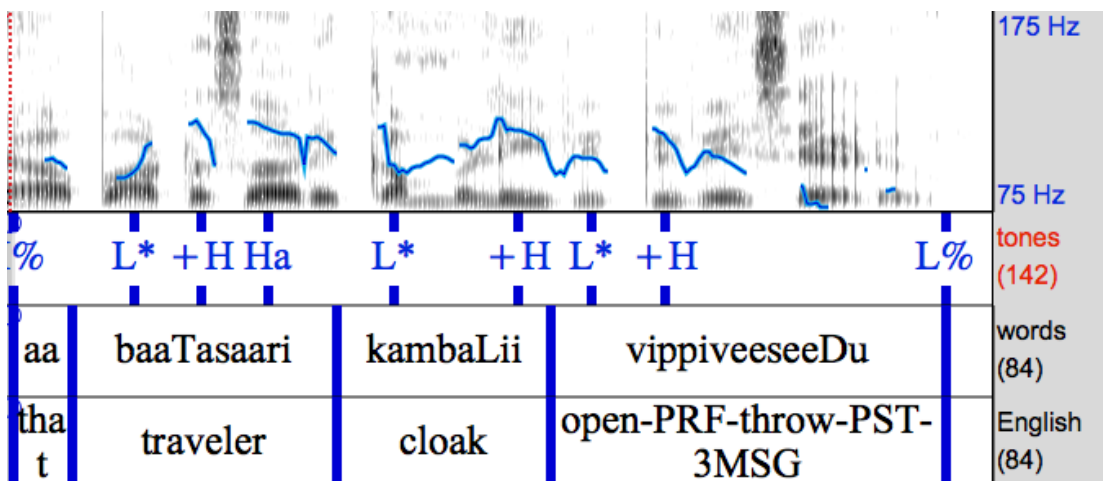 175 Hz
75 Hz
% L* +H Ha L* +H L* +H L%
tones
(142)
aa baaTasaari kambaLii vippiveeseeDu
words
(84)
that traveler cloak open-PRF-throw-PST-3MSG
English
(84)